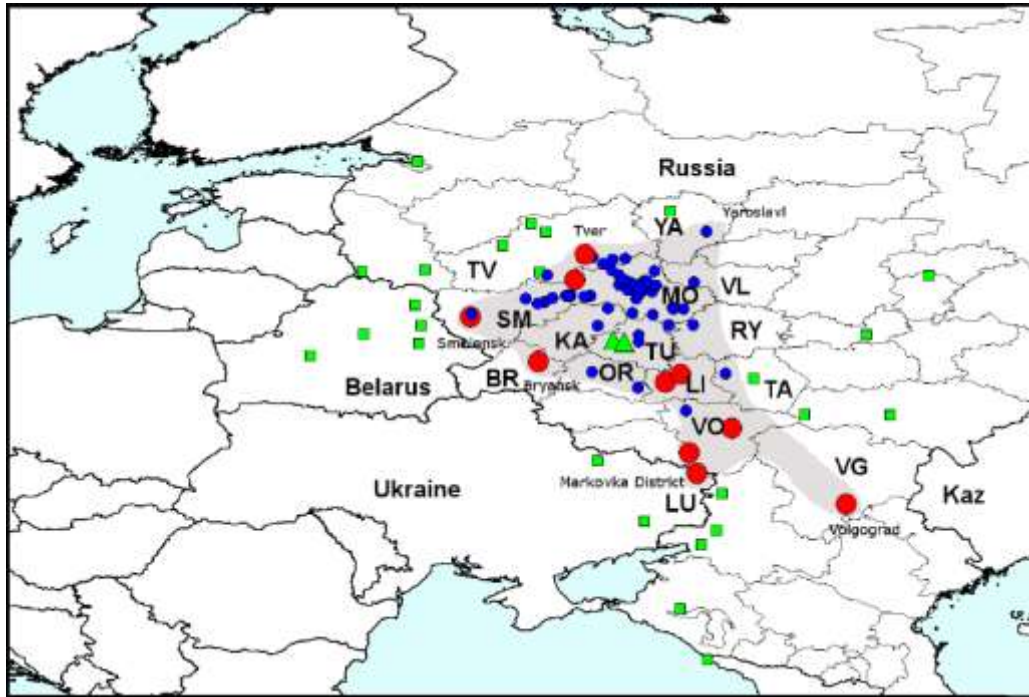 Russia
Yaroslavl
YA
Tver
TV
VL
MO
SM
RY
Smolensk
KA
TU
BR
Bryansk
OR
LI
TA
Belarus
VO
VG
Markovka District
Ukraine
Kaz
LU
Volgograd